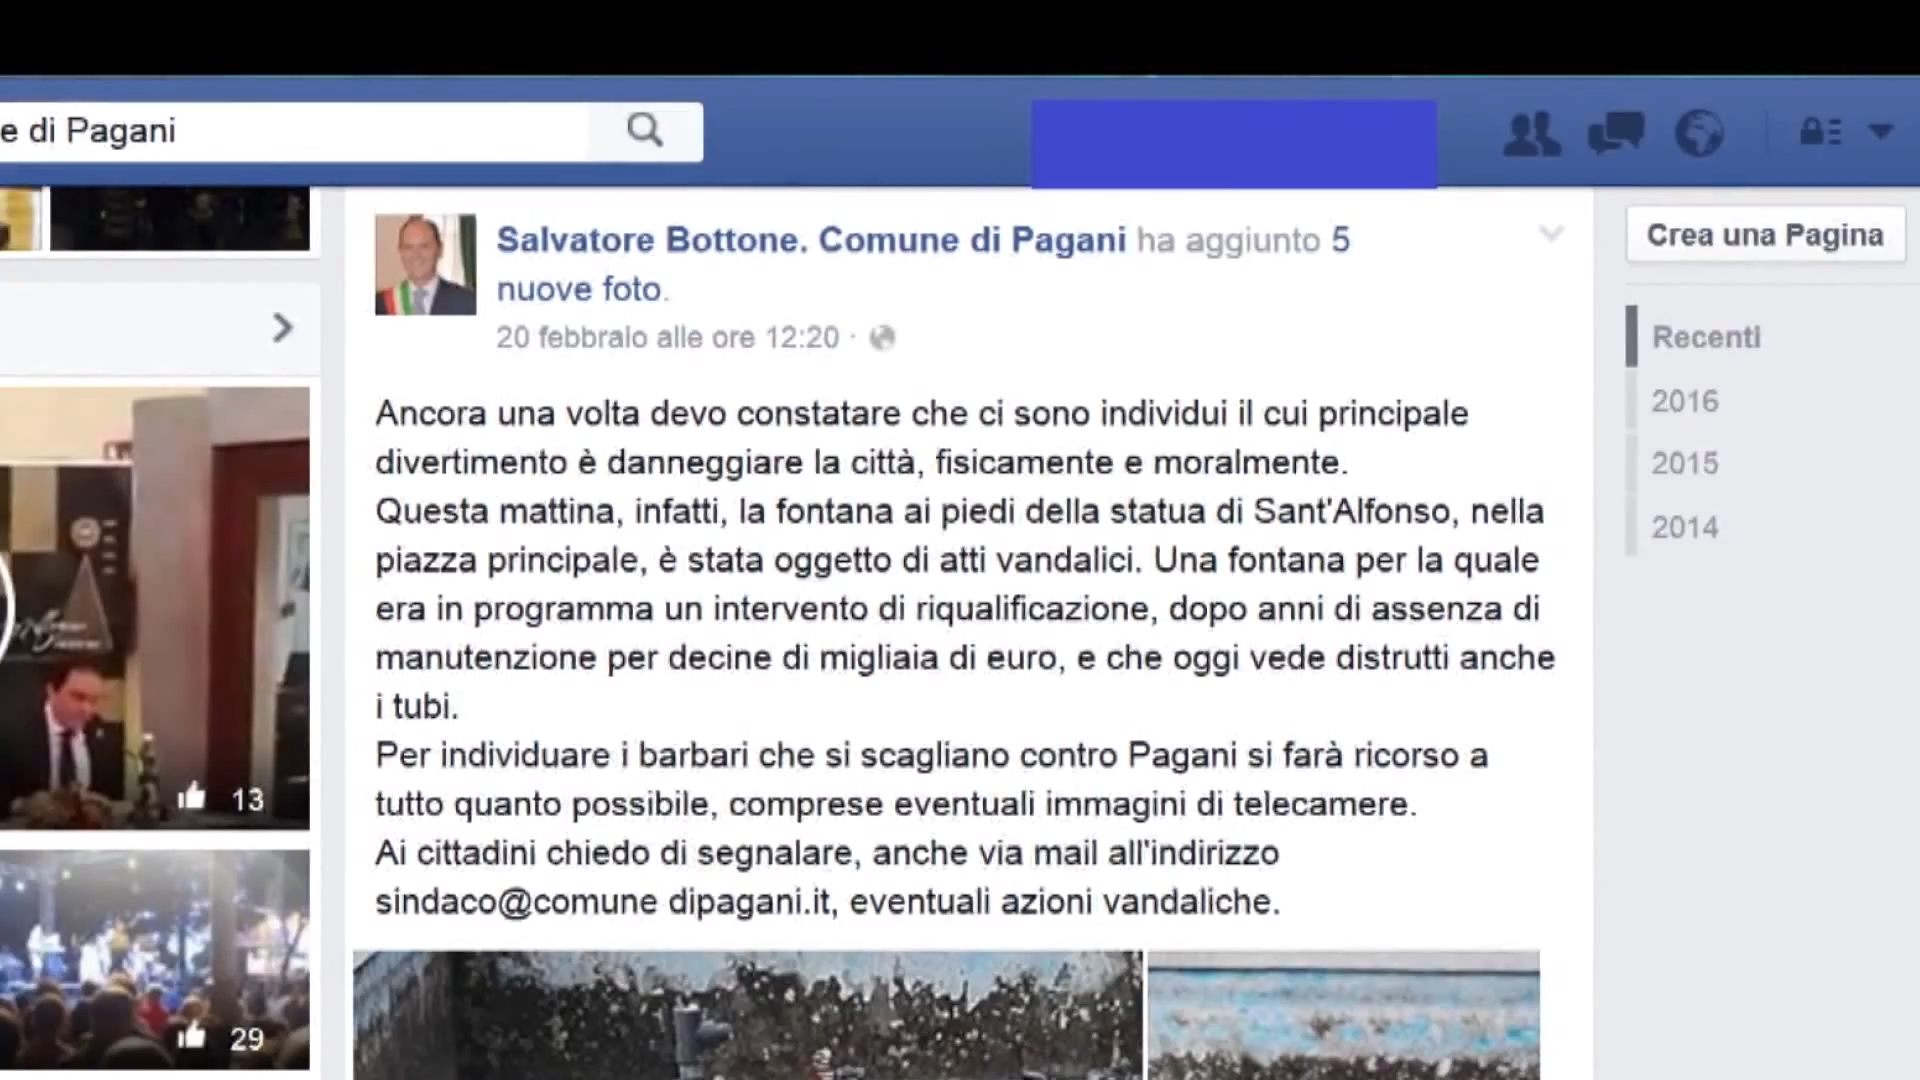 e di Pagani
Salvatore Bottone. Comune di Pagani ha aggiunto 5
nuove foto.
20 febbraio alle ore 12:20 ·
Ancora una volta devo constatare che ci sono individui il cui principale
divertimento è danneggiare la città, fisicamente e moralmente.
Questa mattina, infatti, la fontana ai piedi della statua di Sant'Alfonso, nella
piazza principale, è stata oggetto di atti vandalici. Una fontana per la quale
era in programma un intervento di riqualificazione, dopo anni di assenza di
manutenzione per decine di migliaia di euro, e che oggi vede distrutti anche
i tubi.
Per individuare i barbari che si scagliano contro Pagani si farà ricorso a
tutto quanto possibile, comprese eventuali immagini di telecamere.
Ai cittadini chiedo di segnalare, anche via mail all'indirizzo
sindaco@comune dipagani.it, eventuali azioni vandaliche.
Crea una Pagina
Recenti
2016
2015
2014
13
29